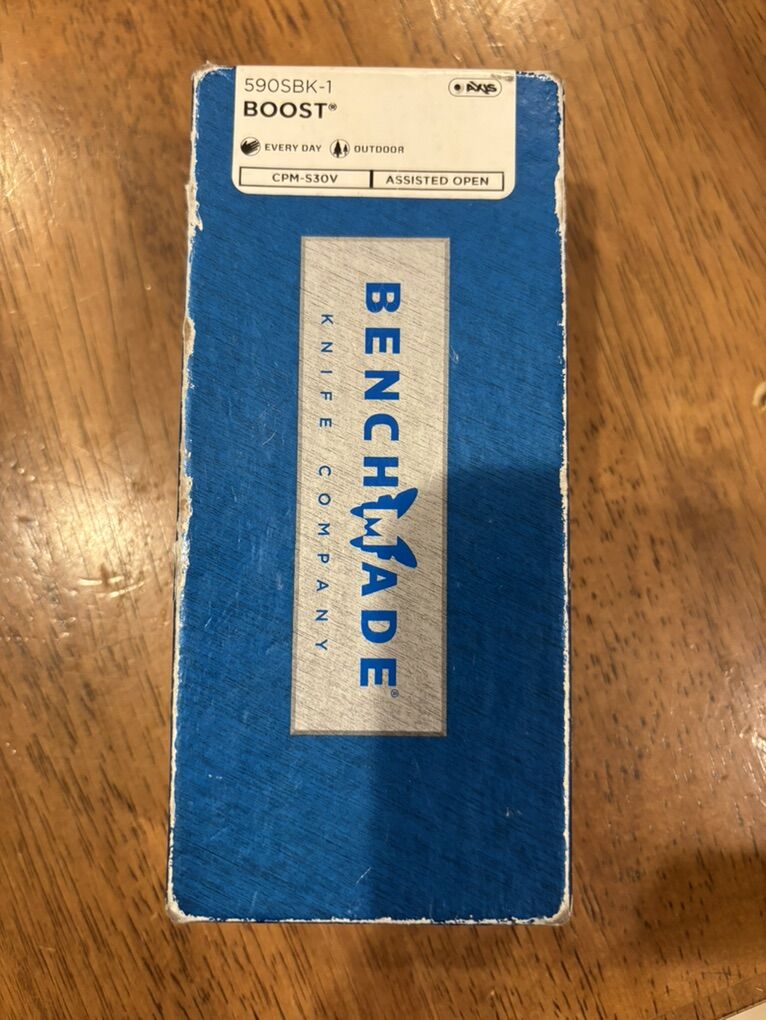 590SBK-1
AXIS
BOOST®
EVERY DAY
OUTDOOR
CPM-S30V
ASSISTED OPEN
BENCHMADE®
KNIFE COMPANY